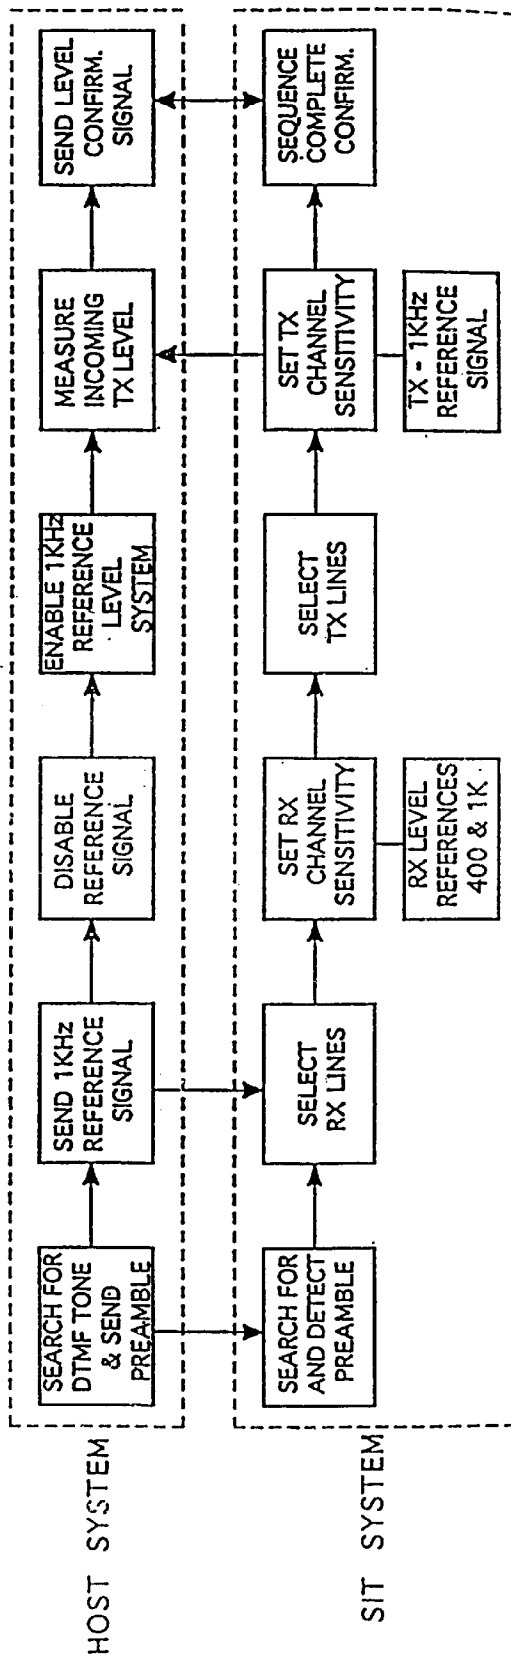 HOST SYSTEM
SEARCH FOR
DTMF TONE
& SEND
PREAMBLE
SEND 1KHz
REFERENCE
SIGNAL
DISABLE
REFERENCE
SIGNAL
ENABLE 1KHz
REFERENCE
LEVEL
SYSTEM
MEASURE
INCOMING
TX LEVEL
SEND LEVEL
CONFIRM.
SIGNAL
SIT SYSTEM
SEARCH FOR
AND DETECT
PREAMBLE
SELECT
RX LINES
SET RX
CHANNEL
SENSITIVITY
SELECT
TX LINES
SET TX
CHANNEL
SENSITIVITY
SEQUENCE
COMPLETE
CONFIRM.
RX LEVEL
REFERENCES
400 & 1K
TX - 1KHz
REFERENCE
SIGNAL